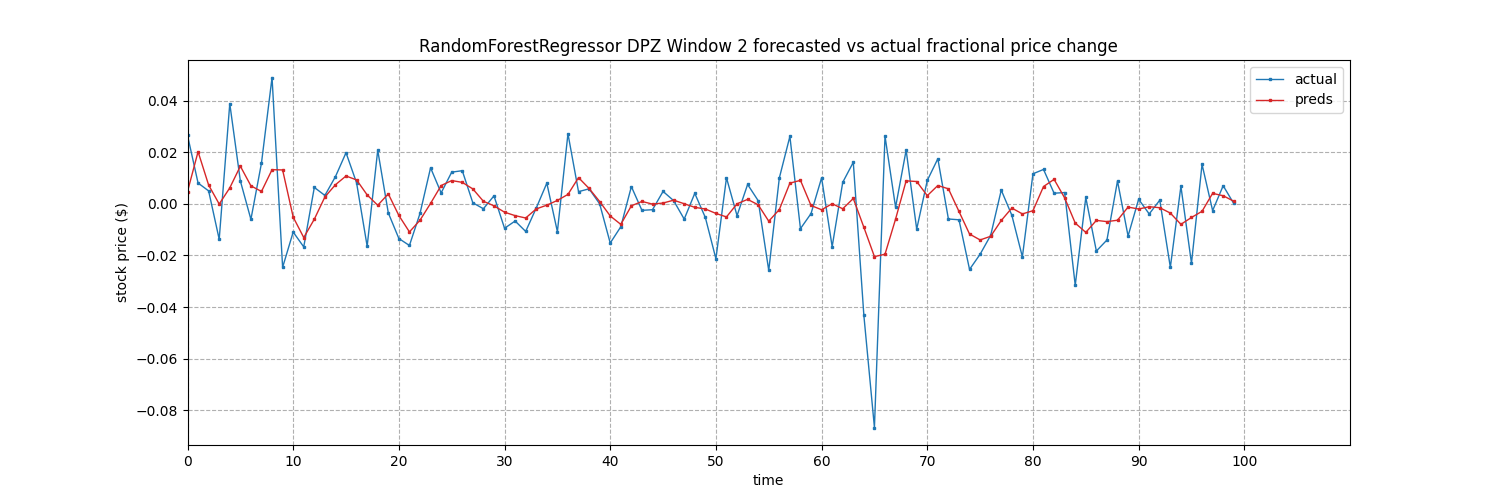 RandomForestRegressor DPZ Window 2 forecasted vs actual fractional price change
actual
preds
0.04
0.02
0.00
−0.02
−0.04
−0.06
−0.08
stock price ($)
0 10 20 30 40 50 60 70 80 90 100
time